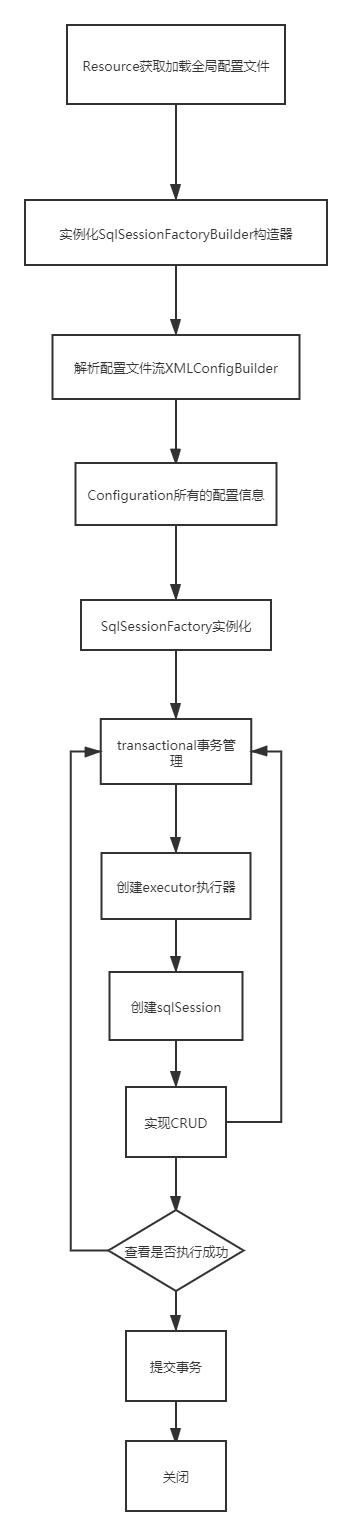 Resource获取加载全局配置文件
实例化SqlSessionFactoryBuilder构造器
解析配置文件流XMLConfigBuilder
Configuration所有的配置信息
SqlSessionFactory实例化
transactional事务管
理
创建executor执行器
创建sqlSession
实现CRUD
查看是否执行成功
提交事务
关闭